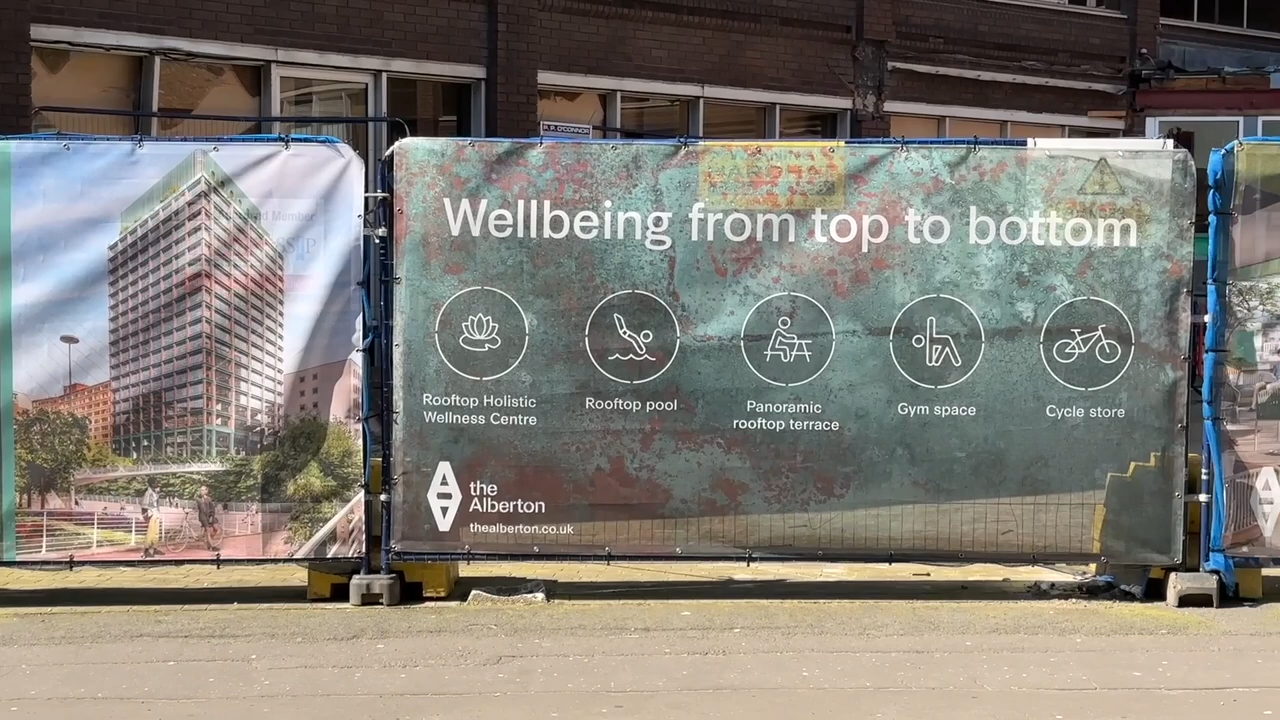 P. P. O'CONNOR
Member
Wellbeing from top to bottom
Rooftop Holistic
Wellness Centre
Rooftop pool
Panoramic
rooftop terrace
Gym space
Cycle store
the
Alberton
thealberton.co.uk